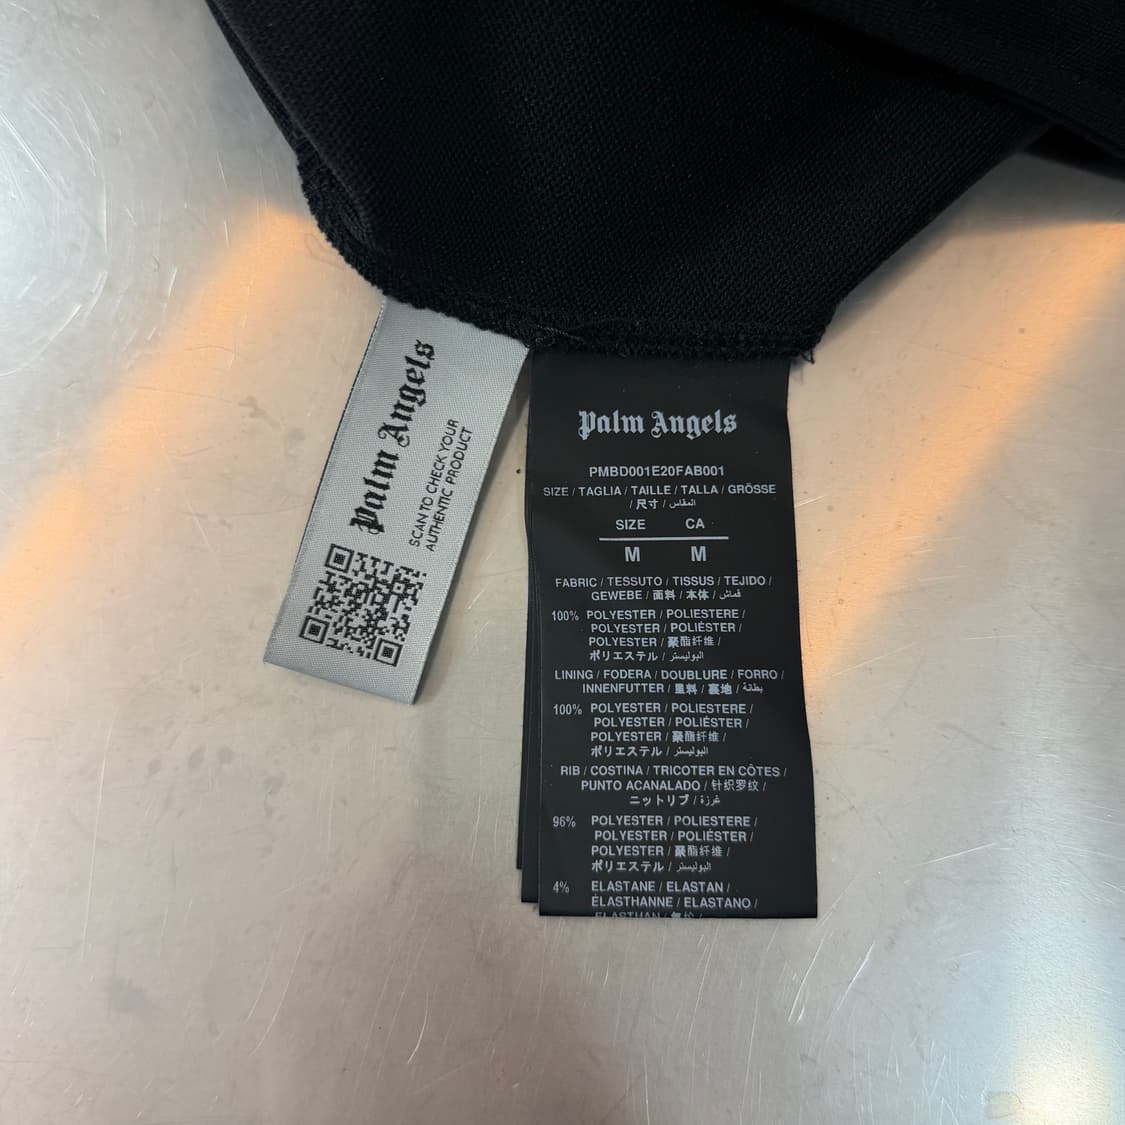 Palm Angels
SCAN TO CHECK YOUR
AUTHENTIC PRODUCT
Palm Angels
PMBD001E20FAB001
SIZE / TAGLIA / TAILLE / TALLA / GRÖSSE
/ 尺寸 / المقاس
SIZE CA
M M
FABRIC / TESSUTO / TISSUS / TEJIDO /
GEWEBE / 面料 / 本体 / قماش
100% POLYESTER / POLIESTERE /
POLYESTER / POLIÉSTER /
POLYESTER / 聚酯纤维 /
ポリエステル / البوليستر
LINING / FODERA / DOUBLURE / FORRO /
INNENFUTTER / 里料 / 裏地 / بطانة
100% POLYESTER / POLIESTERE /
POLYESTER / POLIÉSTER /
POLYESTER / 聚酯纤维 /
ポリエステル / البوليستر
RIB / COSTINA / TRICOTER EN CÔTES /
PUNTO ACANALADO / 针织罗纹 /
ニットリブ / غرزة
96% POLYESTER / POLIESTERE /
POLYESTER / POLIÉSTER /
POLYESTER / 聚酯纤维 /
ポリエステル / البوليستر
4% ELASTANE / ELASTAN /
ÉLASTHANNE / ELASTANO /
ELASTHAN / 氨纶 /